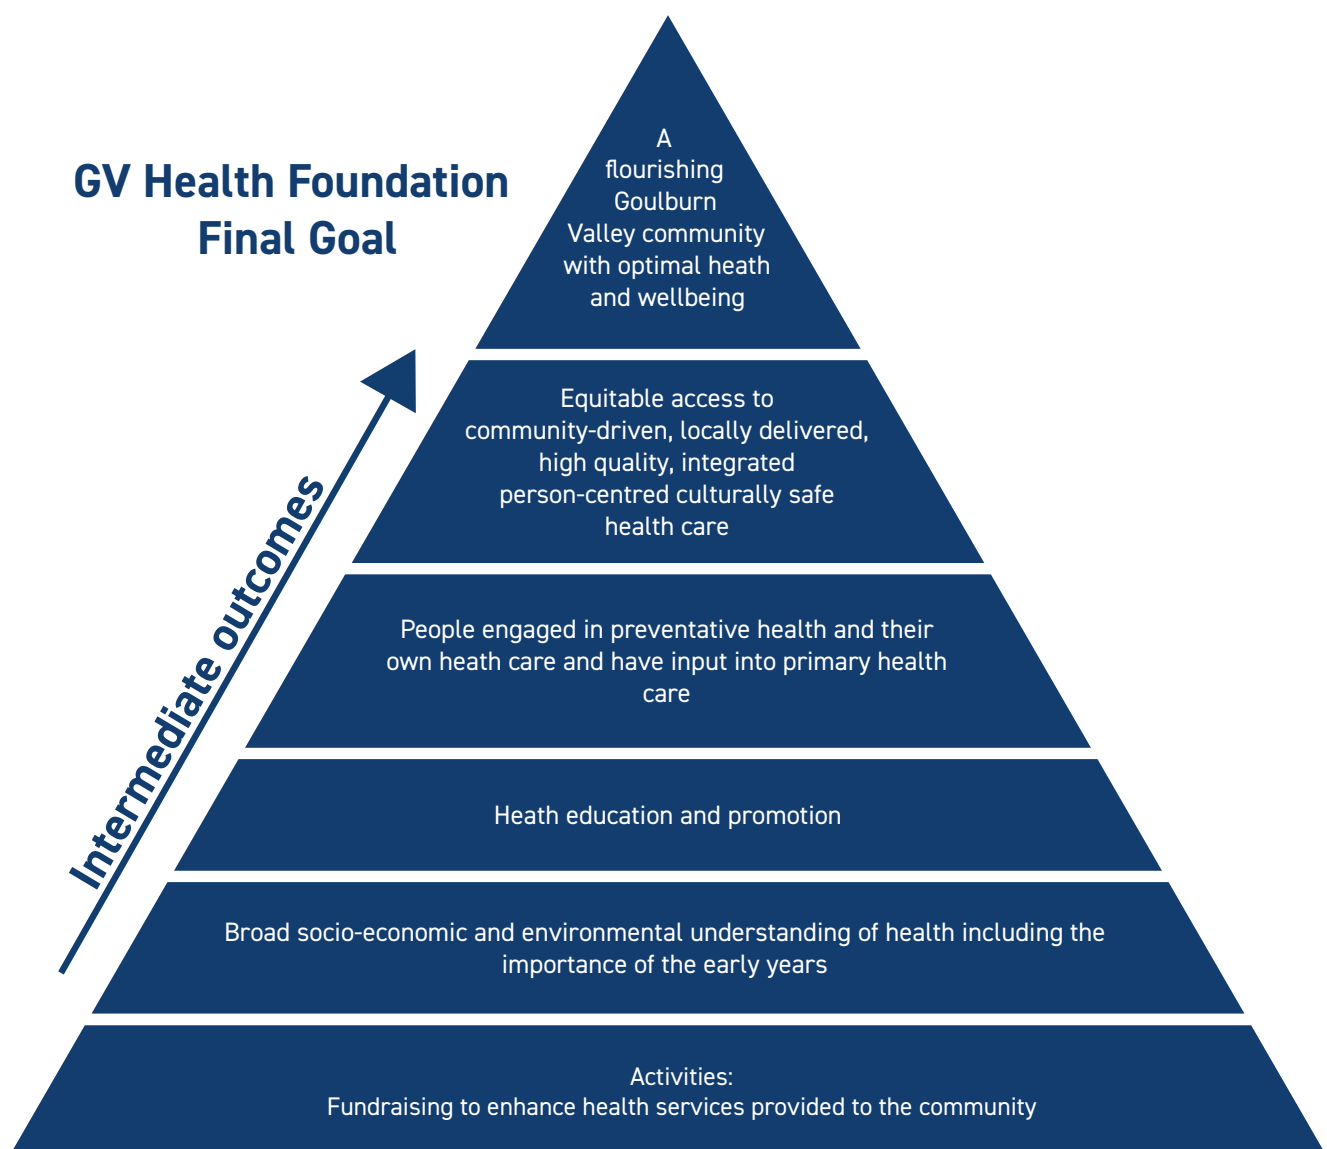 GV Health Foundation
Final Goal
A
flourishing
Goulburn
Valley community
with optimal heath
and wellbeing
Intermediate outcomes
Equitable access to
community-driven, locally delivered,
high quality, integrated
person-centred culturally safe
health care
People engaged in preventative health and their
own heath care and have input into primary health
care
Heath education and promotion
Broad socio-economic and environmental understanding of health including the
importance of the early years
Activities:
Fundraising to enhance health services provided to the community